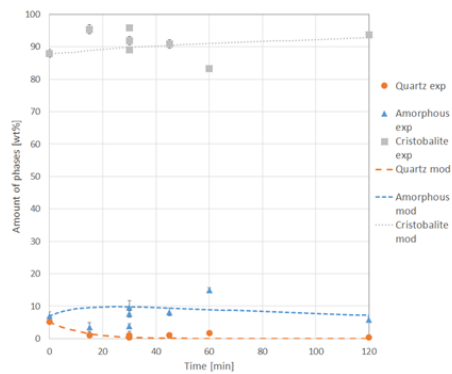 100
90
80
70
60
50
40
30
20
10
0
Amount of phases [wt%]
0 20 40 60 80 100 120
Time [min]
Quartz exp
Amorphous
exp
Cristobalite
exp
Quartz mod
Amorphous
mod
Cristobalite
mod